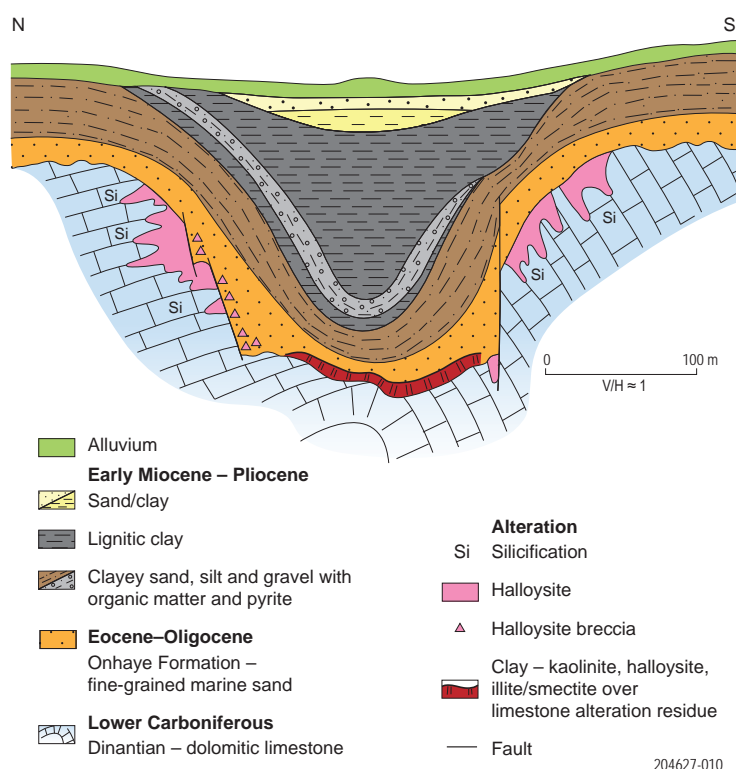 N
S
Si
Si
Si
Si
Si
0
100 m
V/H ≈ 1
Alluvium
Early Miocene – Pliocene
Sand/clay
Lignitic clay
Clayey sand, silt and gravel with
organic matter and pyrite
Eocene–Oligocene
Onhaye Formation –
fine-grained marine sand
Lower Carboniferous
Dinantian – dolomitic limestone
Alteration
Si Silicification
Halloysite
Halloysite breccia
Clay – kaolinite, halloysite,
illite/smectite over
limestone alteration residue
Fault
204627-010